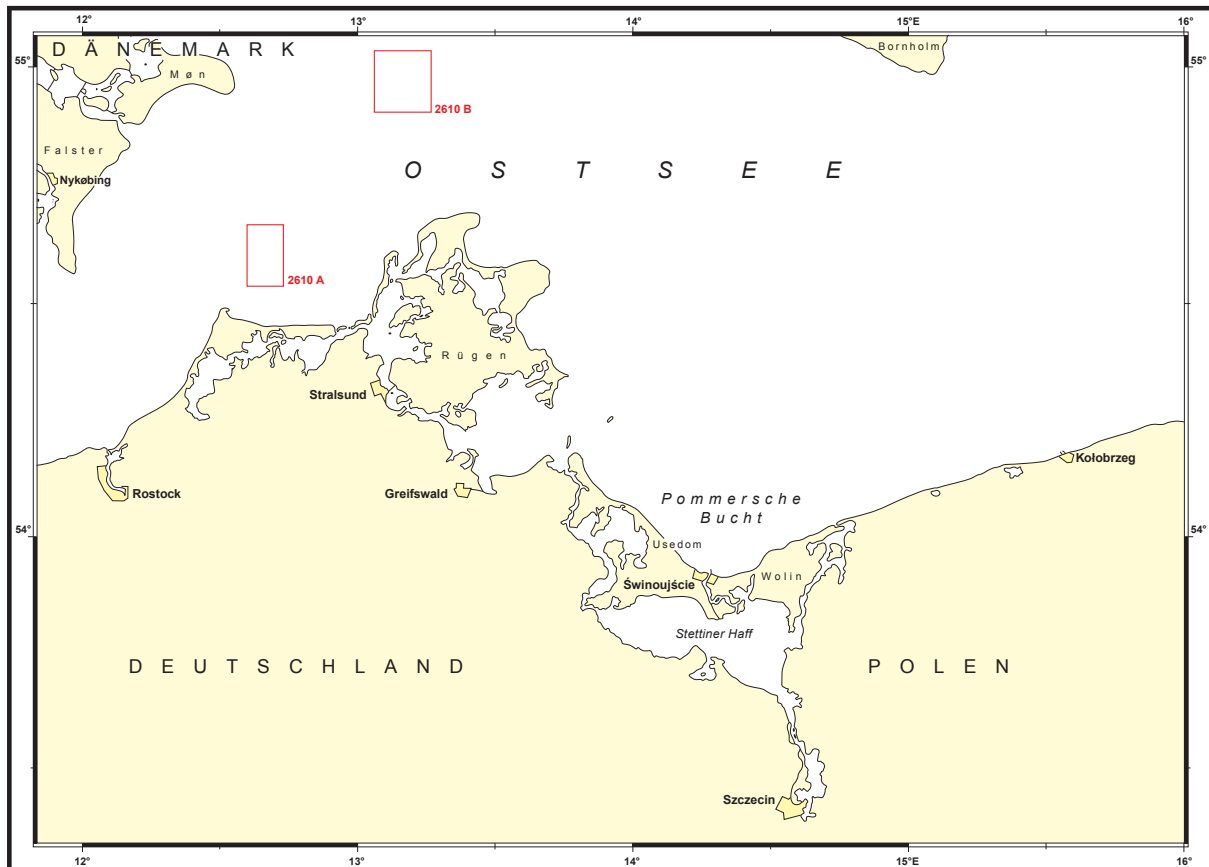 12° 13° 14° 15°E 16°
D Ä N E M A R K
Bornholm
55° 55°
Møn
2610 B
Falster
O S T S E E
Nykøbing
2610 A
Rügen
Stralsund
Kołobrzeg
Rostock
Greifswald
Pommersche
Bucht
54° 54°
Usedom
Wolin
Świnoujście
Stettiner Haff
D E U T S C H L A N D
P O L E N
Szczecin
12° 13° 14° 15°E 16°